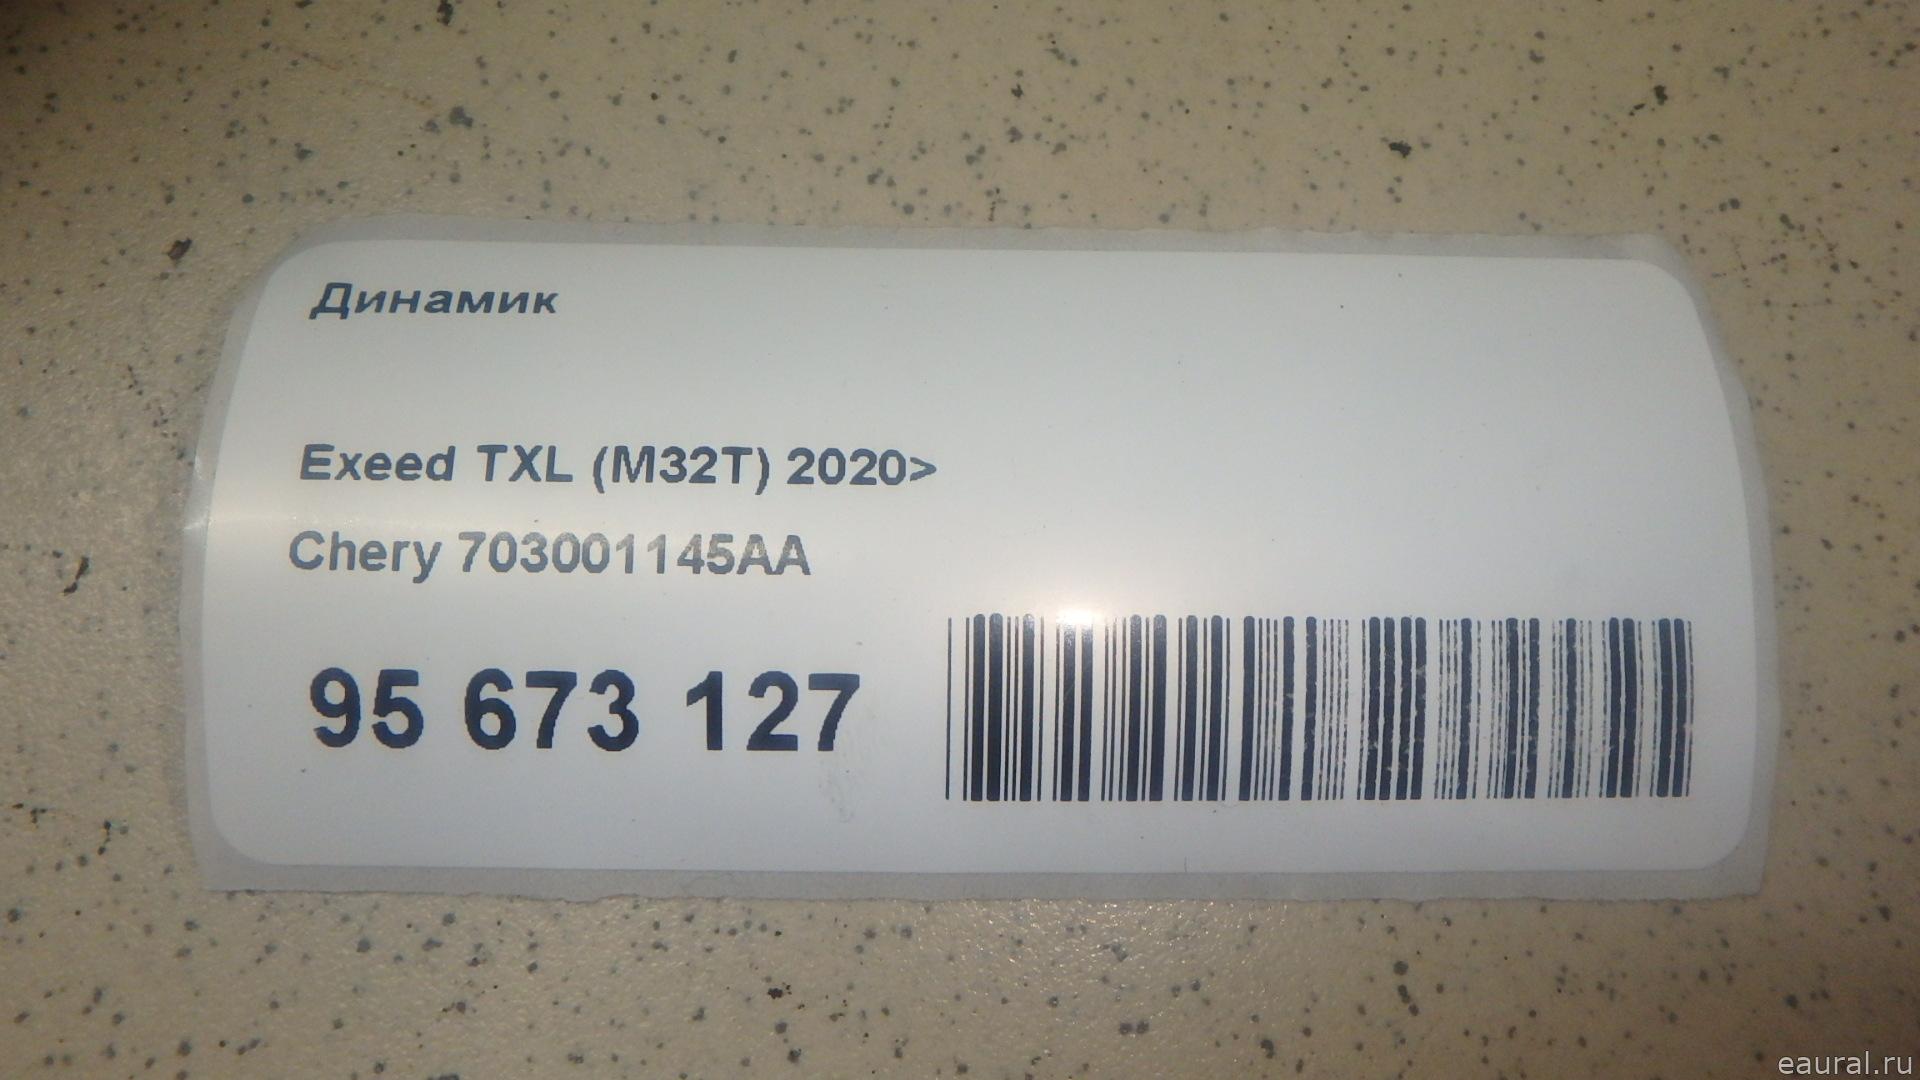 Динамик
Exeed TXL (M32T) 2020>
Chery 703001145AA
95 673 127
eaural.ru